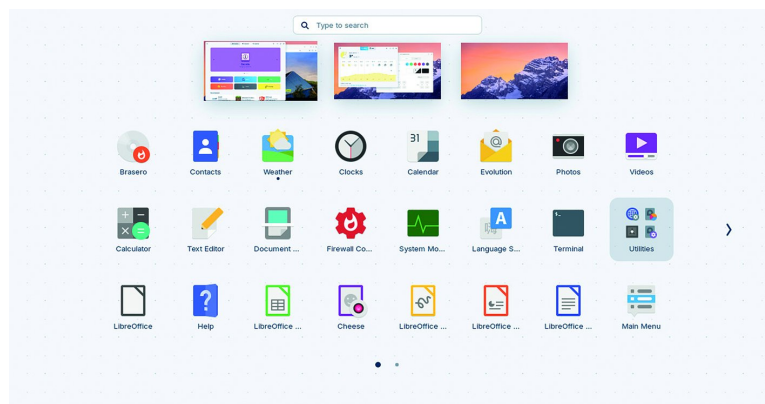 Type to search
Brasero
Contacts
Weather
Clocks
31
Calendar
Evolution
Photos
Videos
Calculator
Text Editor
Document ...
Firewall Co...
System Mo...
A
Language S...
$_
Terminal
Utilities
LibreOffice
?
Help
LibreOffice ...
Cheese
LibreOffice ...
LibreOffice ...
LibreOffice ...
Main Menu